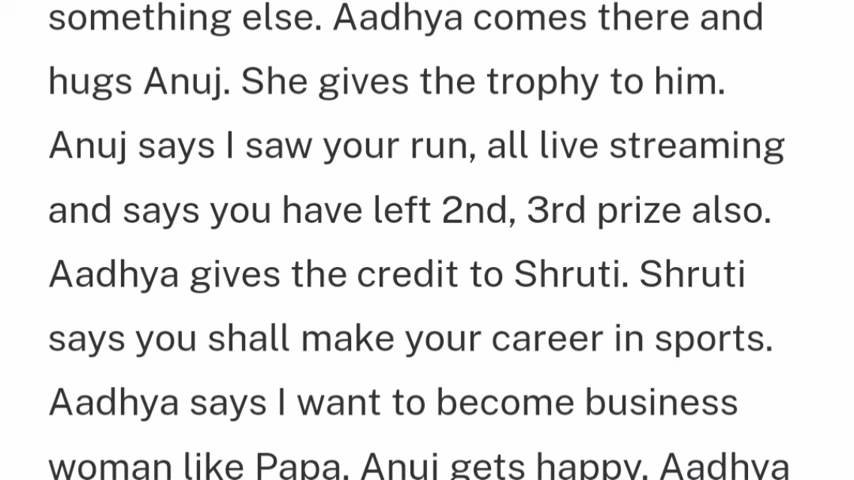 something else. Aadhya comes there and
hugs Anuj. She gives the trophy to him.
Anuj says I saw your run, all live streaming
and says you have left 2nd, 3rd prize also.
Aadhya gives the credit to Shruti. Shruti
says you shall make your career in sports.
Aadhya says I want to become business
woman like Papa. Anuj gets happy. Aadhya